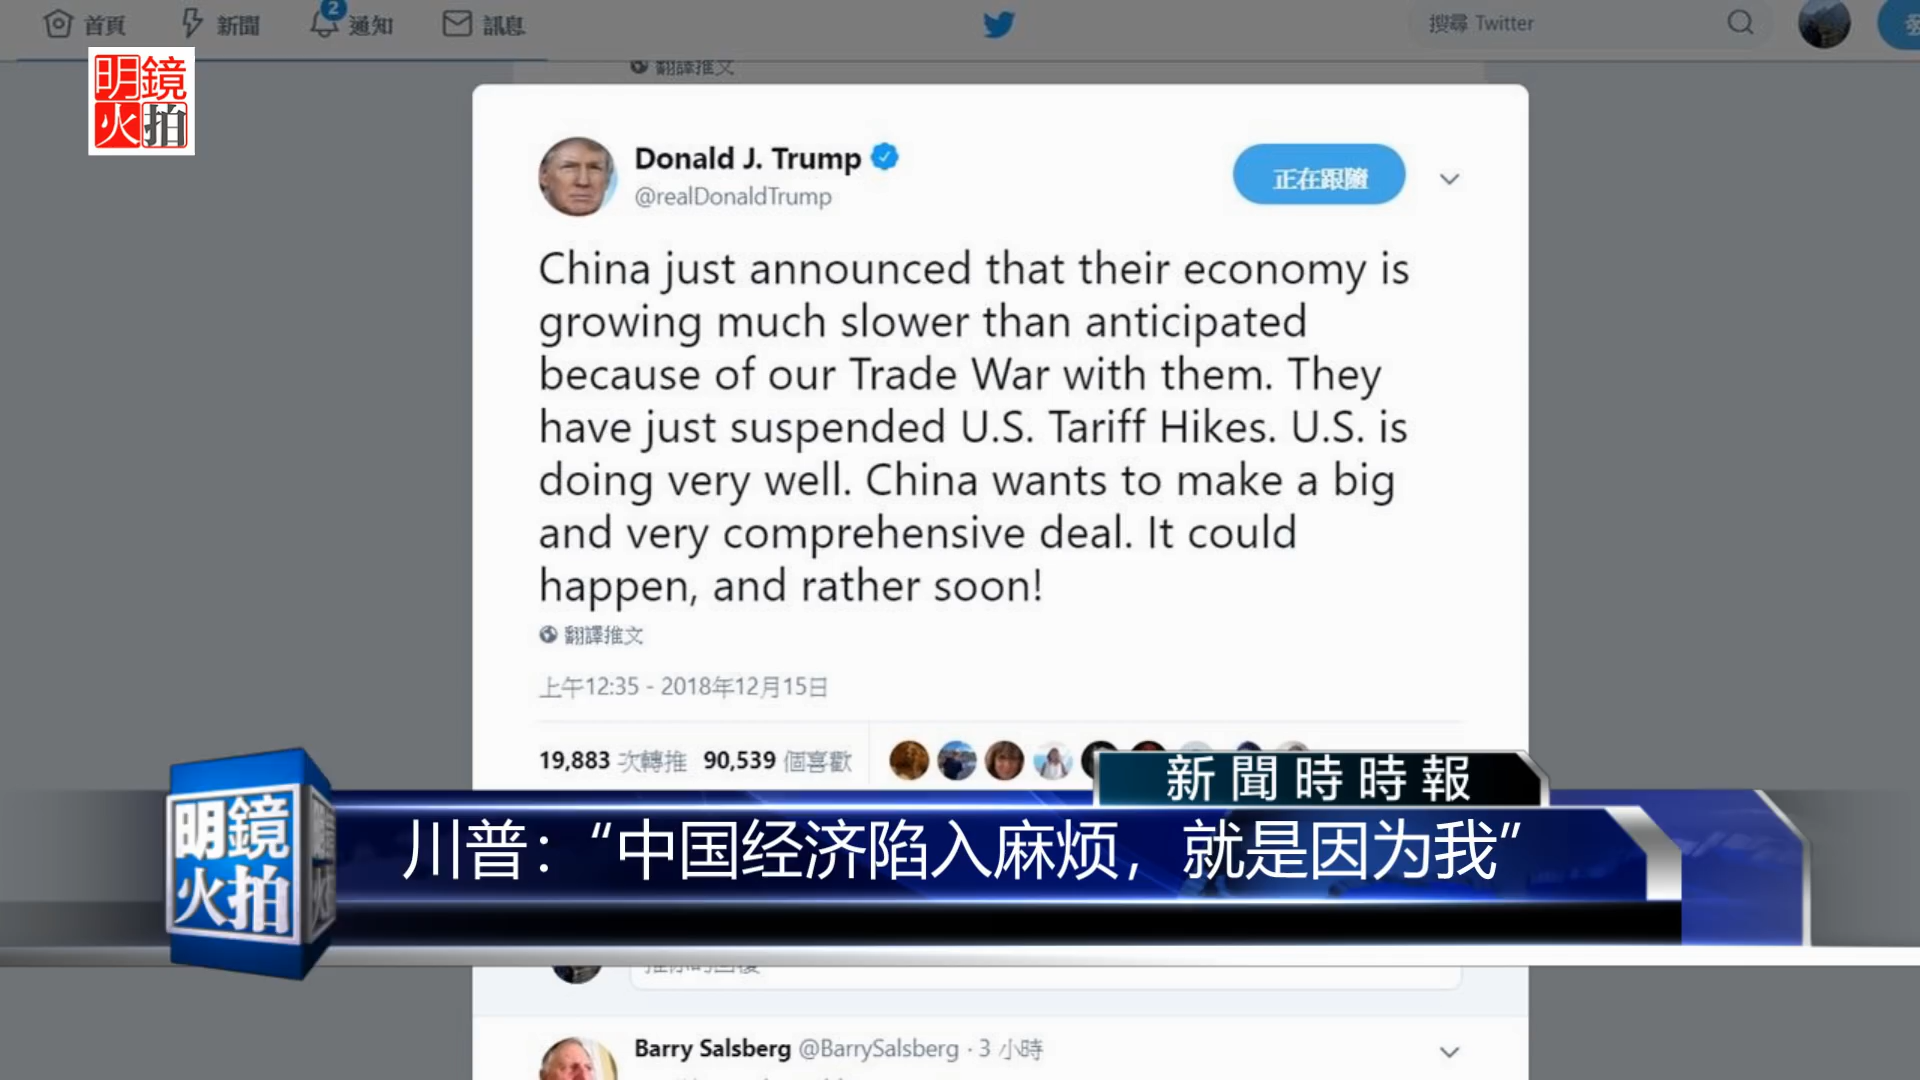 首頁 新聞 2 通知 訊息 搜尋 Twitter
明鏡
火拍
翻譯推文
Donald J. Trump
@realDonaldTrump
正在跟隨
China just announced that their economy is
growing much slower than anticipated
because of our Trade War with them. They
have just suspended U.S. Tariff Hikes. U.S. is
doing very well. China wants to make a big
and very comprehensive deal. It could
happen, and rather soon!
翻譯推文
上午12:35 - 2018年12月15日
19,883 次轉推 90,539 個喜歡
新聞時時報
明鏡
火拍
川普：“中国经济陷入麻烦，就是因为我”
Barry Salsberg @BarrySalsberg · 3 小時